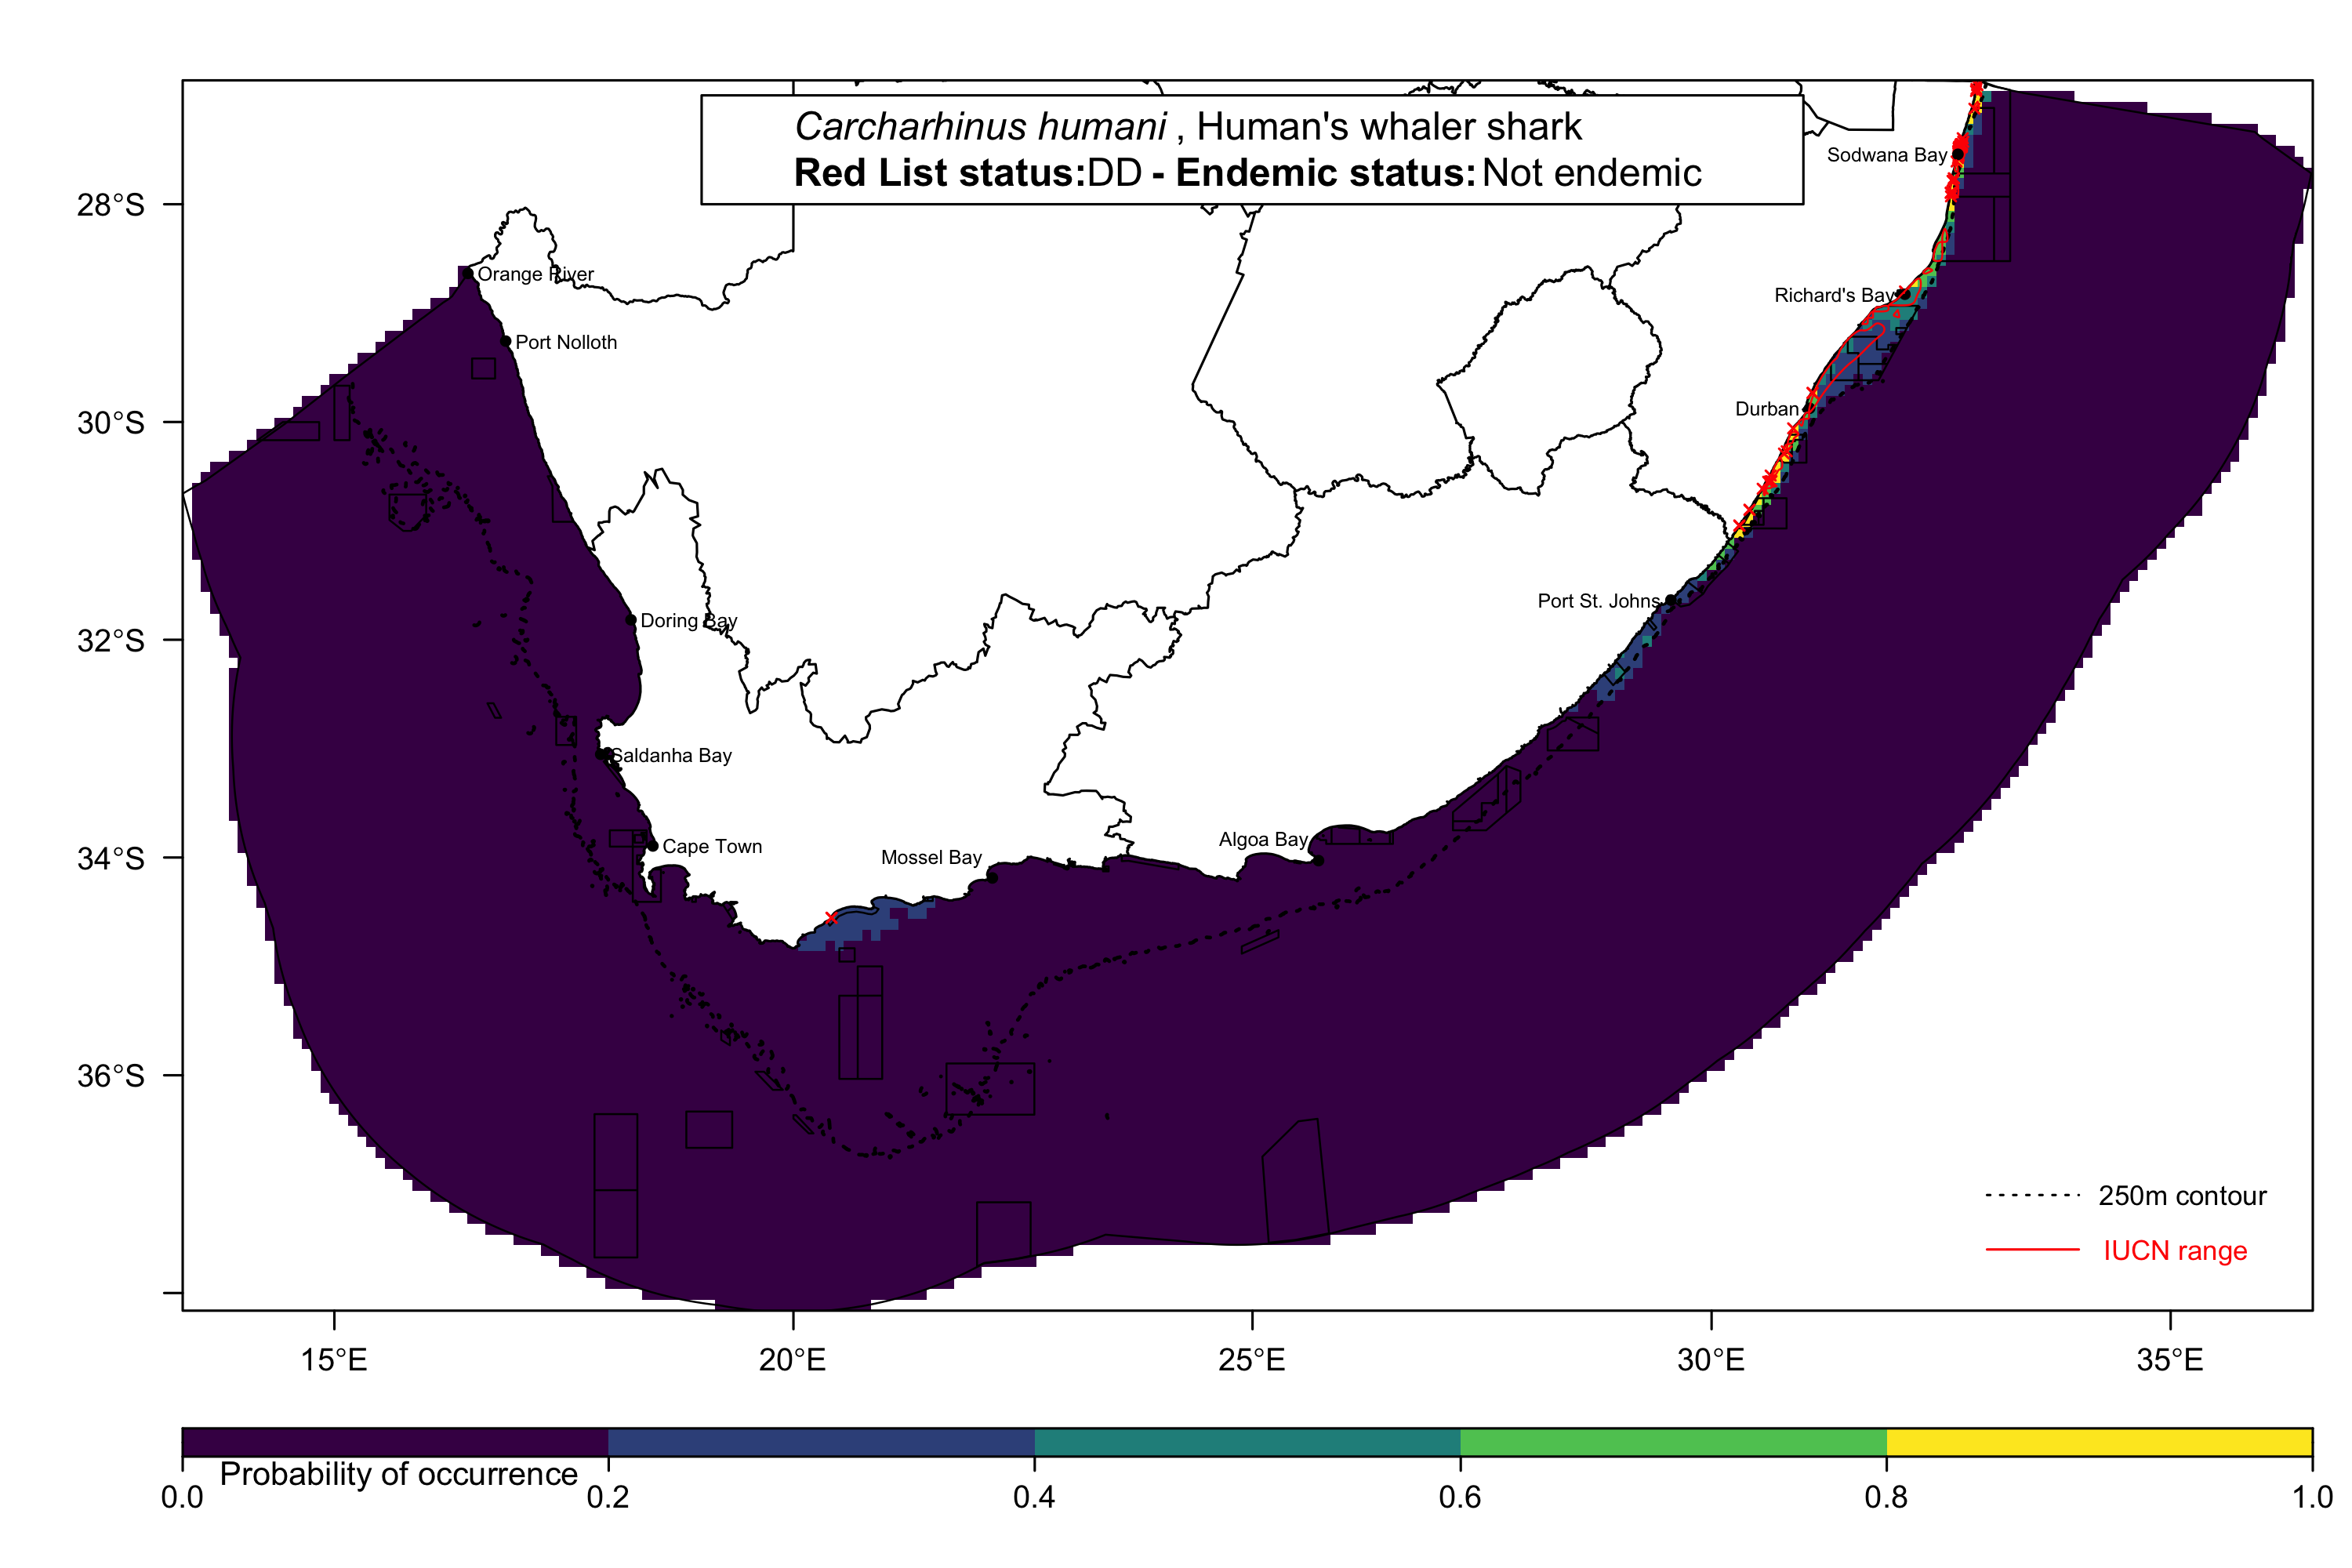 Carcharhinus humani , Human's whaler shark
Red List status:DD - Endemic status: Not endemic
28°S
30°S
32°S
34°S
36°S
Sodwana Bay
Orange River
Richard's Bay
Port Nolloth
Durban
Port St. Johns
Doring Bay
Saldanha Bay
Algoa Bay
Cape Town
Mossel Bay
250m contour
IUCN range
15°E
20°E
25°E
30°E
35°E
Probability of occurrence
0.0
0.2
0.4
0.6
0.8
1.0